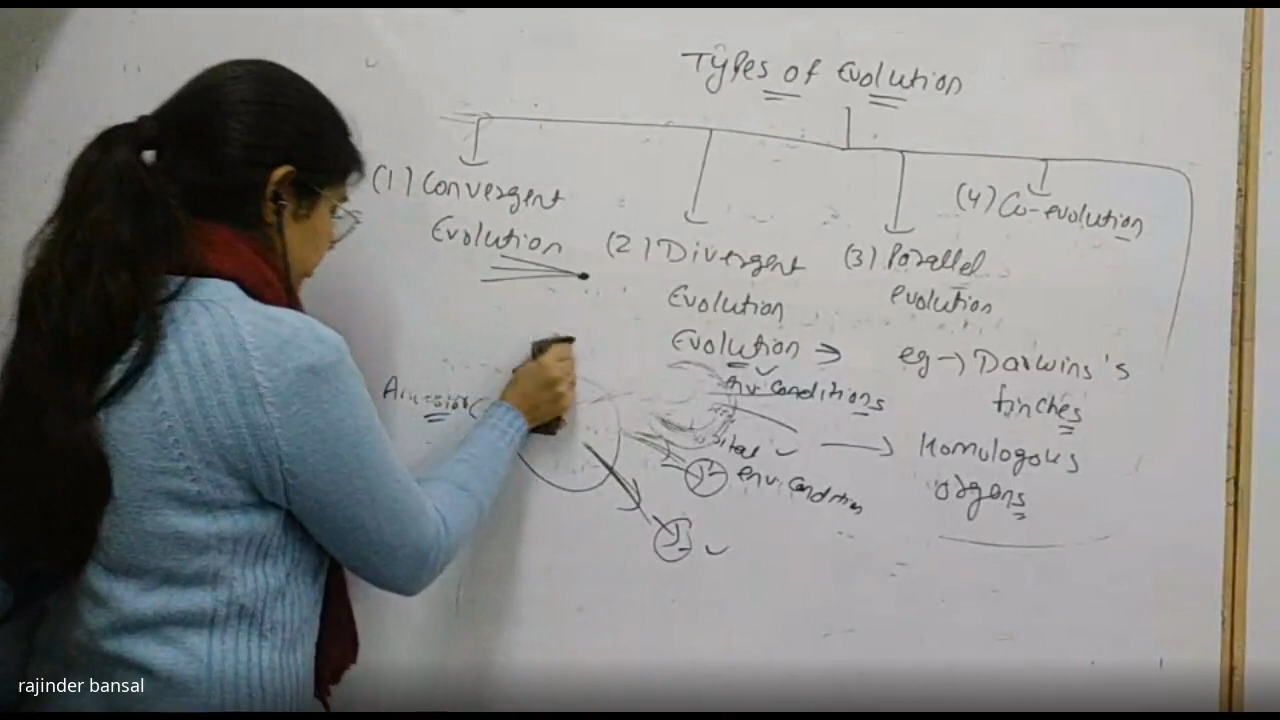 Types of Evolution
(1) Convergent
Evolution
(2) Divergent
Evolution
(3) Parallel
evolution
(4) Co-evolution
Evolution ⇒
eg → Darwins's
finches
env. Conditions
→ Homologous
organs
env. Condition
rajinder bansal